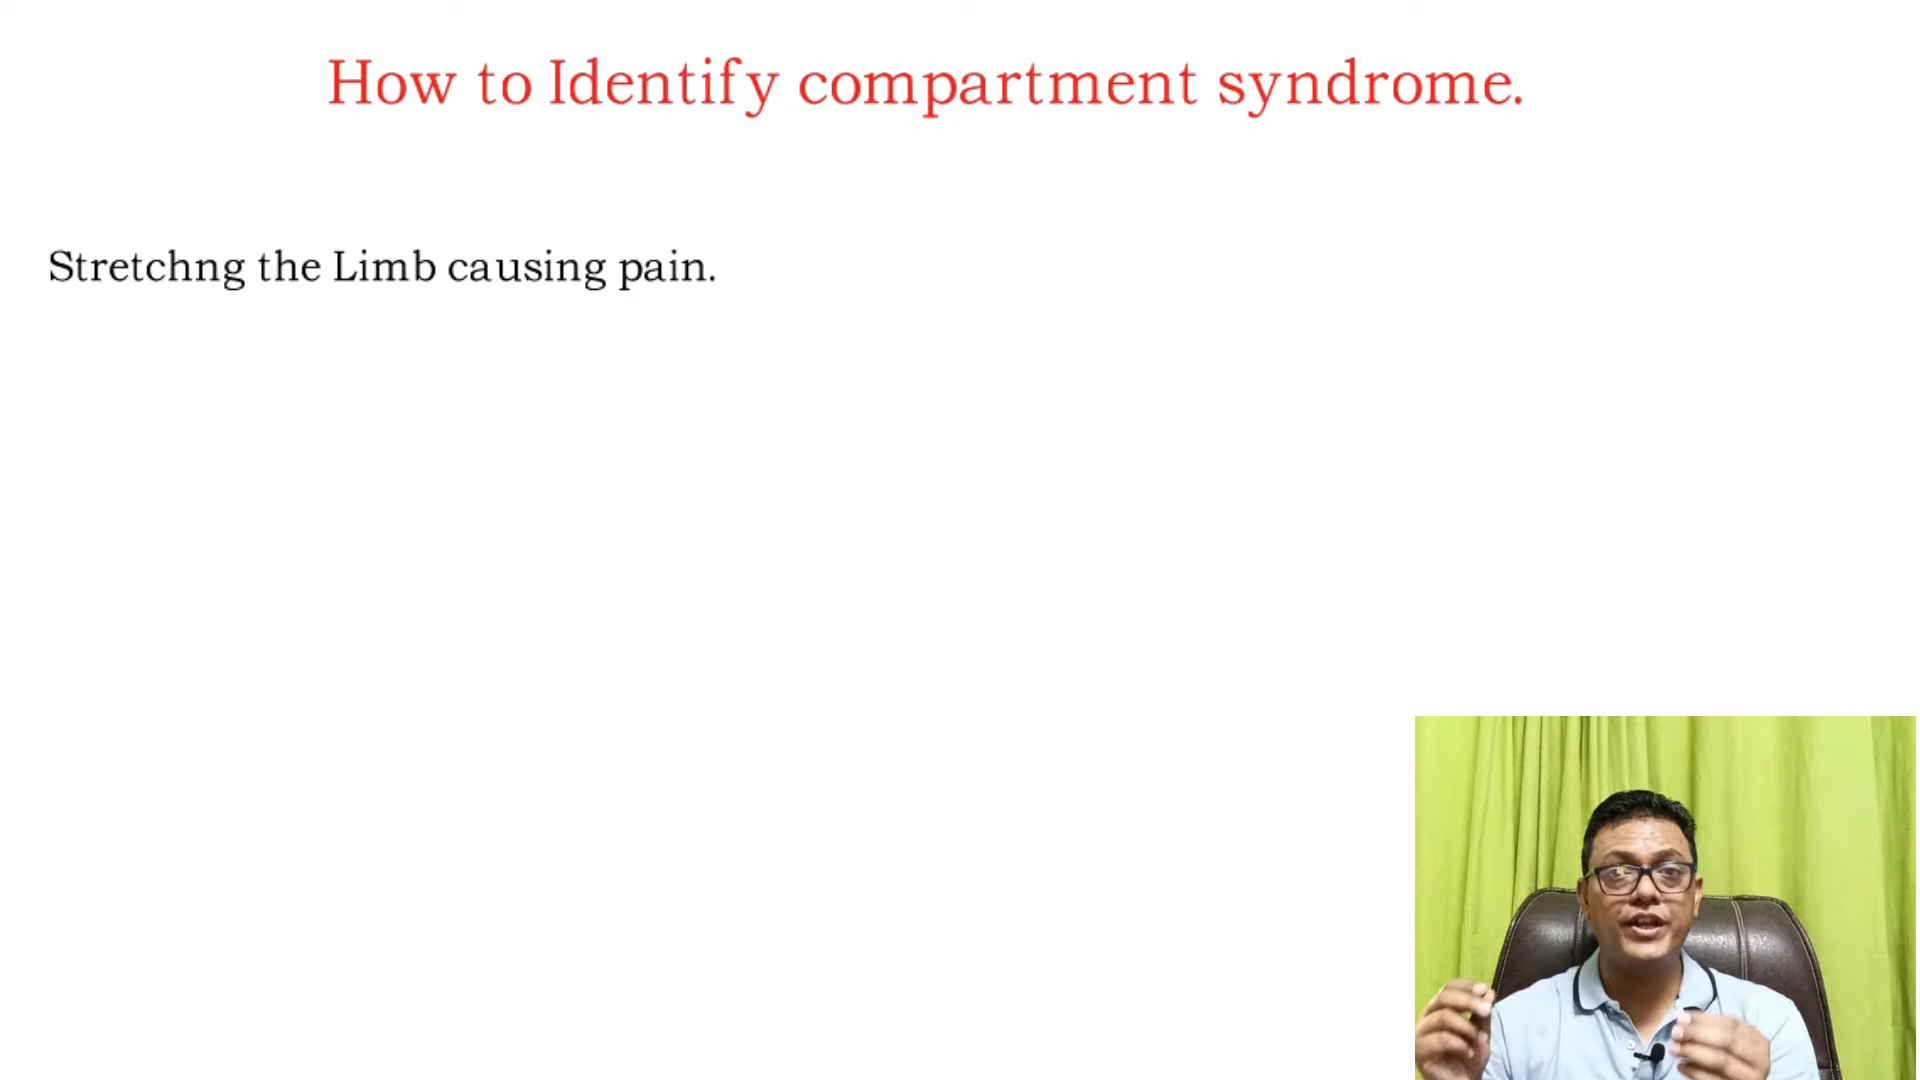 How to Identify compartment syndrome.
Stretchng the Limb causing pain.